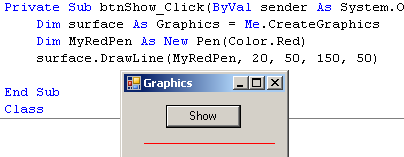 Private Sub btnShow_Click(ByVal sender As System.O
Dim surface As Graphics = Me.CreateGraphics
Dim MyRedPen As New Pen(Color.Red)
surface.DrawLine(MyRedPen, 20, 50, 150, 50)
End Sub
Class
Graphics
Show